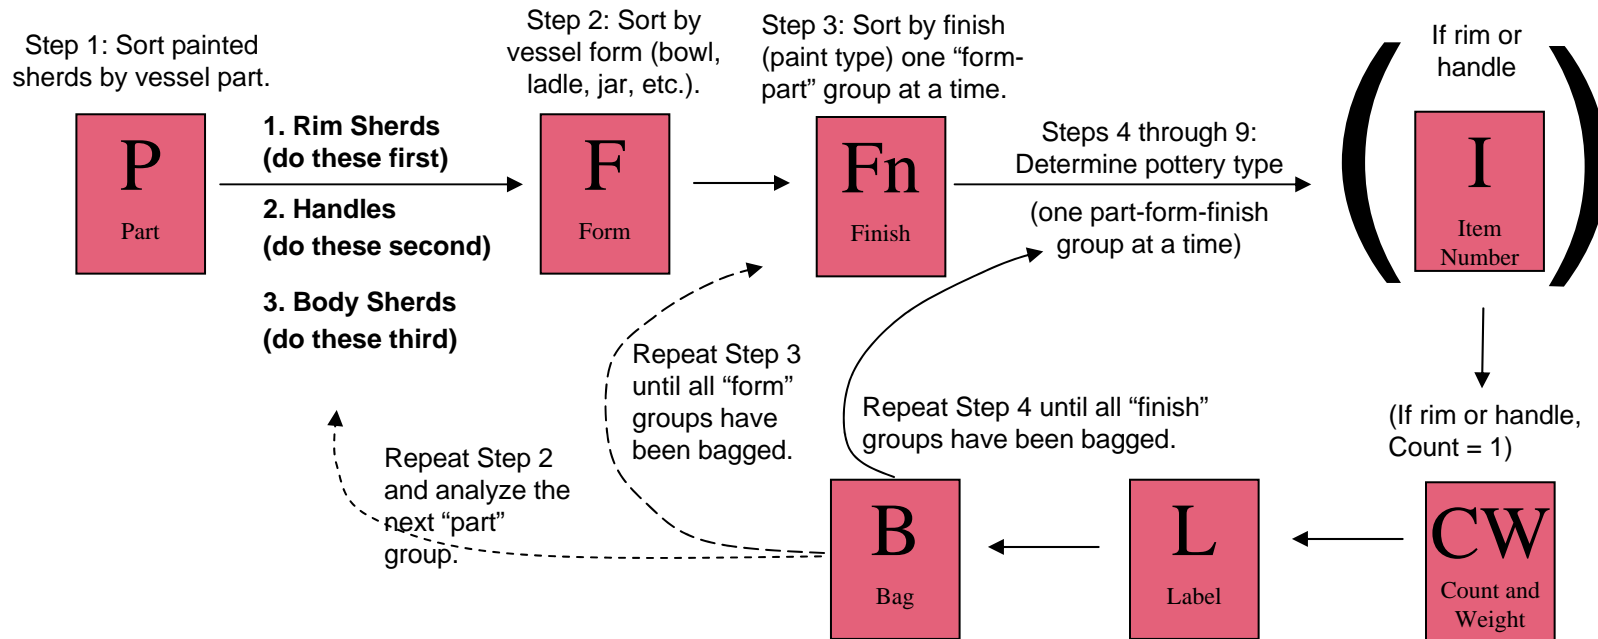 Step 1: Sort painted
sherds by vessel part.
P
Part
1. Rim Sherds
(do these first)
2. Handles
(do these second)
3. Body Sherds
(do these third)
Step 2: Sort by
vessel form (bowl,
ladle, jar, etc.).
F
Form
Step 3: Sort by finish
(paint type) one “form-
part” group at a time.
Fn
Finish
Steps 4 through 9:
Determine pottery type
(one part-form-finish
group at a time)
(
If rim or
handle
I
Item
Number
)
(If rim or handle,
Count = 1)
CW
Count and
Weight
L
Label
B
Bag
Repeat Step 4 until all “finish”
groups have been bagged.
Repeat Step 3
until all “form”
groups have
been bagged.
Repeat Step 2
and analyze the
next “part”
group.